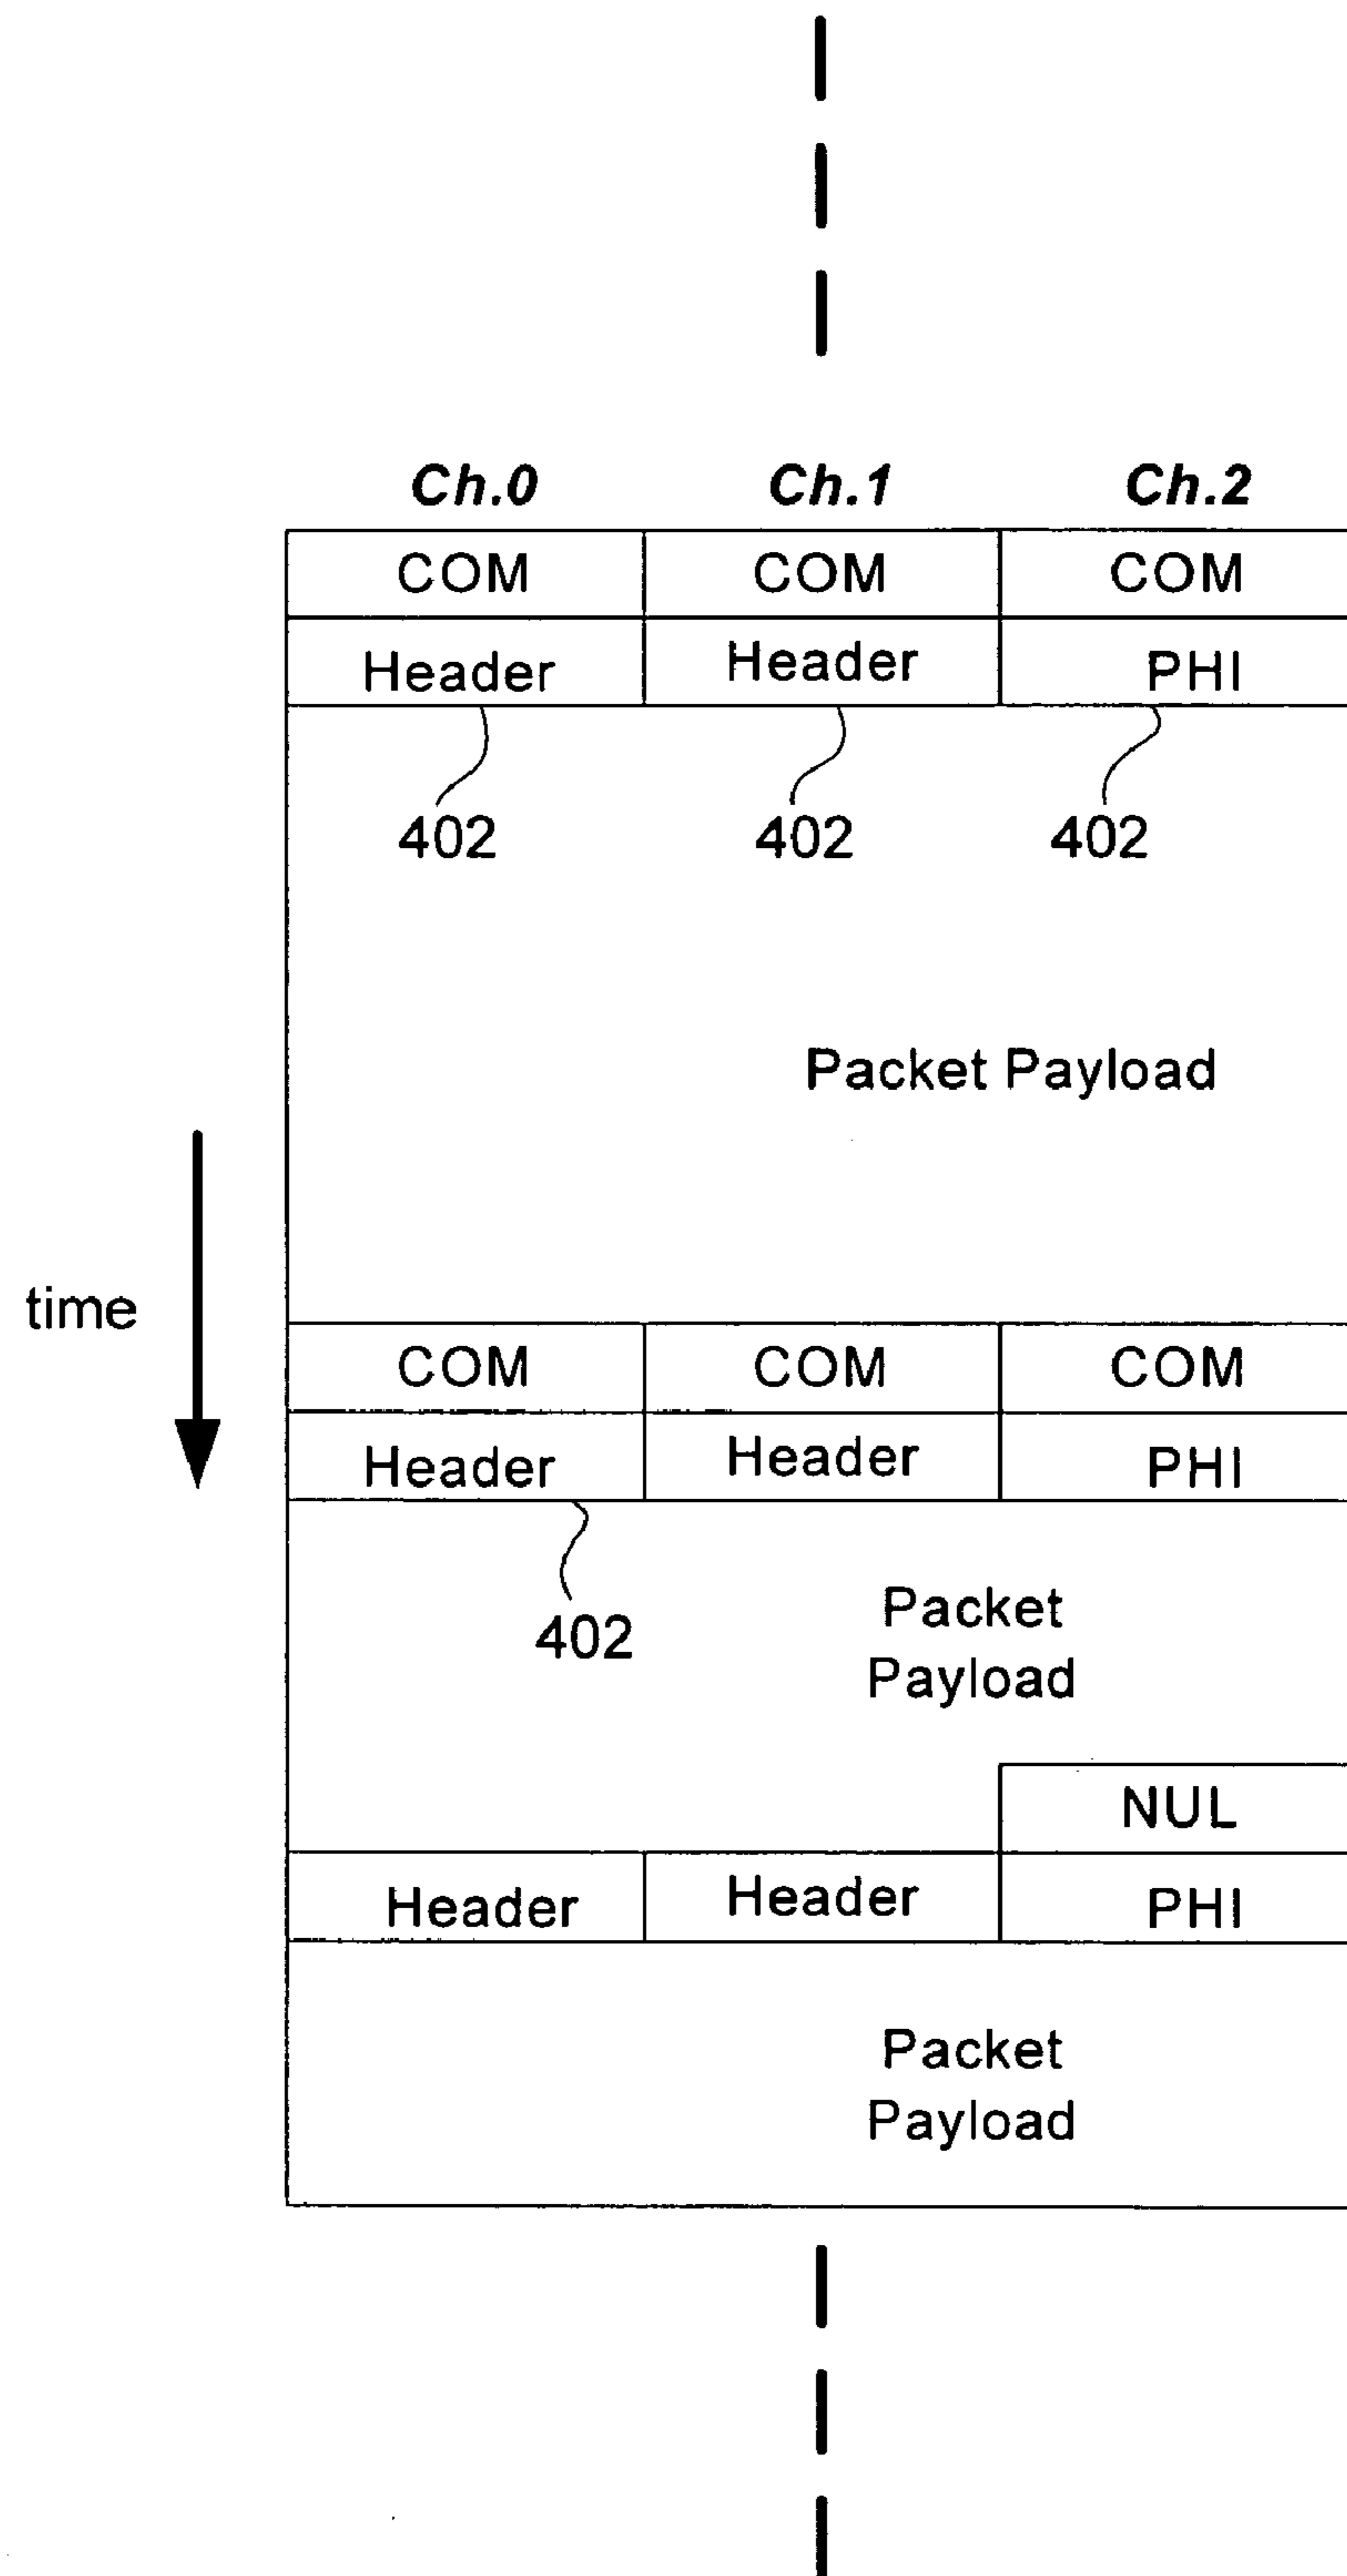 Ch.0 Ch.1 Ch.2
COM COM COM
Header Header PHI
402 402 402
Packet Payload
time
COM COM COM
Header Header PHI
402
Packet
Payload
NUL
Header Header PHI
Packet
Payload